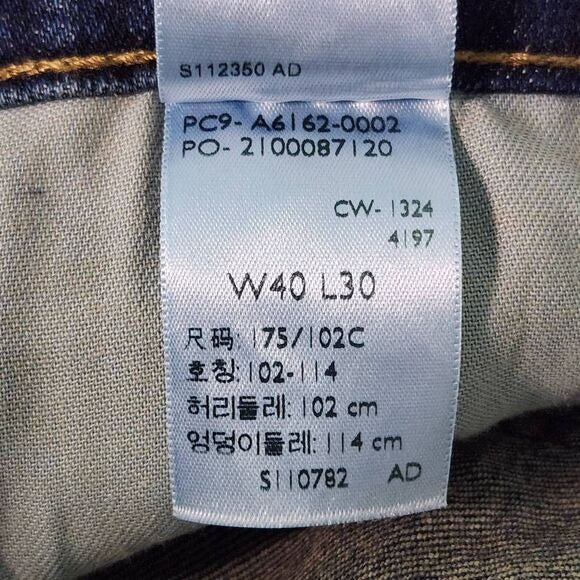 S112350 AD
PC9- A6162-0002
PO- 2100087120
CW- 1324
4197
W40 L30
尺码: 175/102C
호칭: 102-114
허리둘레: 102 cm
엉덩이둘레: 114 cm
S110782 AD